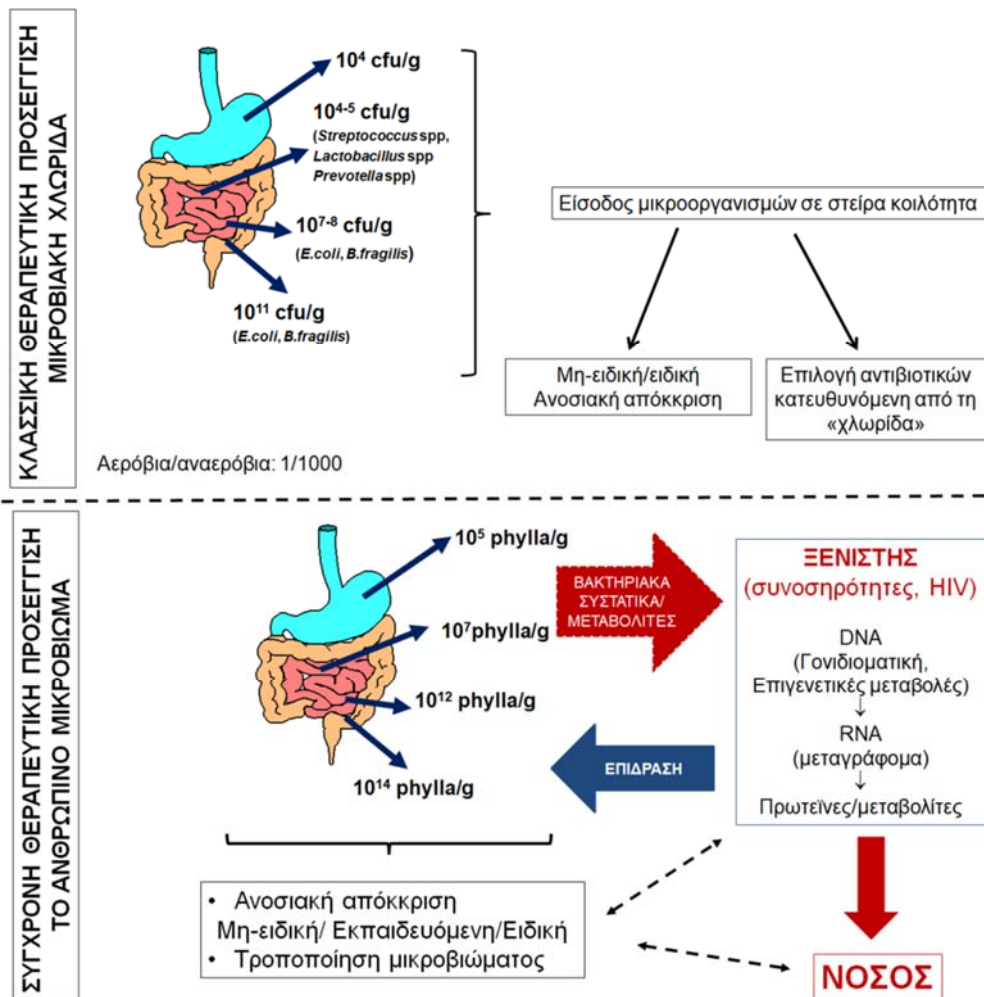 ΚΛΑΣΣΙΚΗ ΘΕΡΑΠΕΥΤΙΚΗ ΠΡΟΣΕΓΓΙΣΗ
ΜΙΚΡΟΒΙΑΚΗ ΧΛΩΡΙΔΑ
10⁴ cfu/g
10⁴⁻⁵ cfu/g
(Streptococcus spp,
Lactobacillus spp
Prevotella spp)
10⁷⁻⁸ cfu/g
(E.coli, B.fragilis)
10¹¹ cfu/g
(E.coli, B.fragilis)
Αερόβια/αναερόβια: 1/1000
Είσοδος μικροοργανισμών σε στείρα κοιλότητα
Μη-ειδική/ειδική
Ανοσιακή απόκκριση
Επιλογή αντιβιοτικών
κατευθυνόμενη από τη
«χλωρίδα»
ΣΥΓΧΡΟΝΗ ΘΕΡΑΠΕΥΤΙΚΗ ΠΡΟΣΕΓΓΙΣΗ
ΤΟ ΑΝΘΡΩΠΙΝΟ ΜΙΚΡΟΒΙΩΜΑ
10⁵ phylla/g
10⁷phylla/g
10¹² phylla/g
10¹⁴ phylla/g
ΒΑΚΤΗΡΙΑΚΑ
ΣΥΣΤΑΤΙΚΑ/
ΜΕΤΑΒΟΛΙΤΕΣ
ΕΠΙΔΡΑΣΗ
ΞΕΝΙΣΤΗΣ
(συνοσηρότητες, HIV)
DNA
(Γονιδιοματική,
Επιγενετικές μεταβολές)
RNA
(μεταγράφομα)
Πρωτεϊνες/μεταβολίτες
• Ανοσιακή απόκκριση
Μη-ειδική/ Εκπαιδευόμενη/Ειδική
• Τροποποίηση μικροβιώματος
ΝΟΣΟΣ